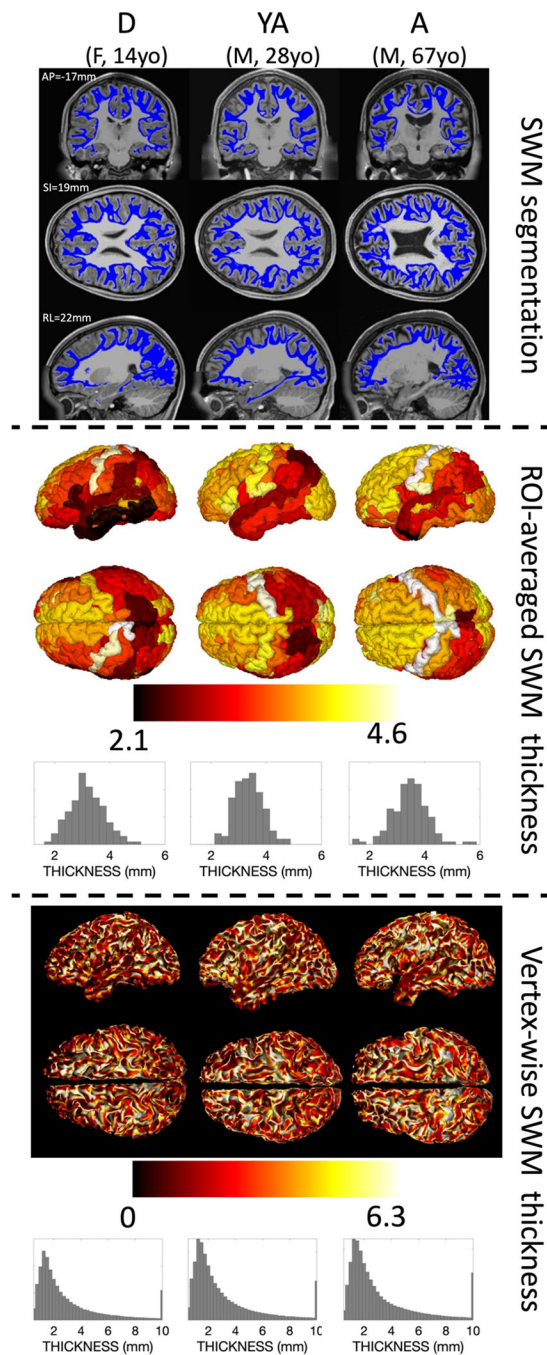 D YA A
(F, 14yo) (M, 28yo) (M, 67yo)
AP=-17mm
SI=19mm
RL=22mm
SWM segmentation
ROI-averaged SWM thickness
2.1 4.6
2 4 6 2 4 6 2 4 6
THICKNESS (mm) THICKNESS (mm) THICKNESS (mm)
Vertex-wise SWM thickness
0 6.3
2 4 6 8 10 2 4 6 8 10 2 4 6 8 10
THICKNESS (mm) THICKNESS (mm) THICKNESS (mm)